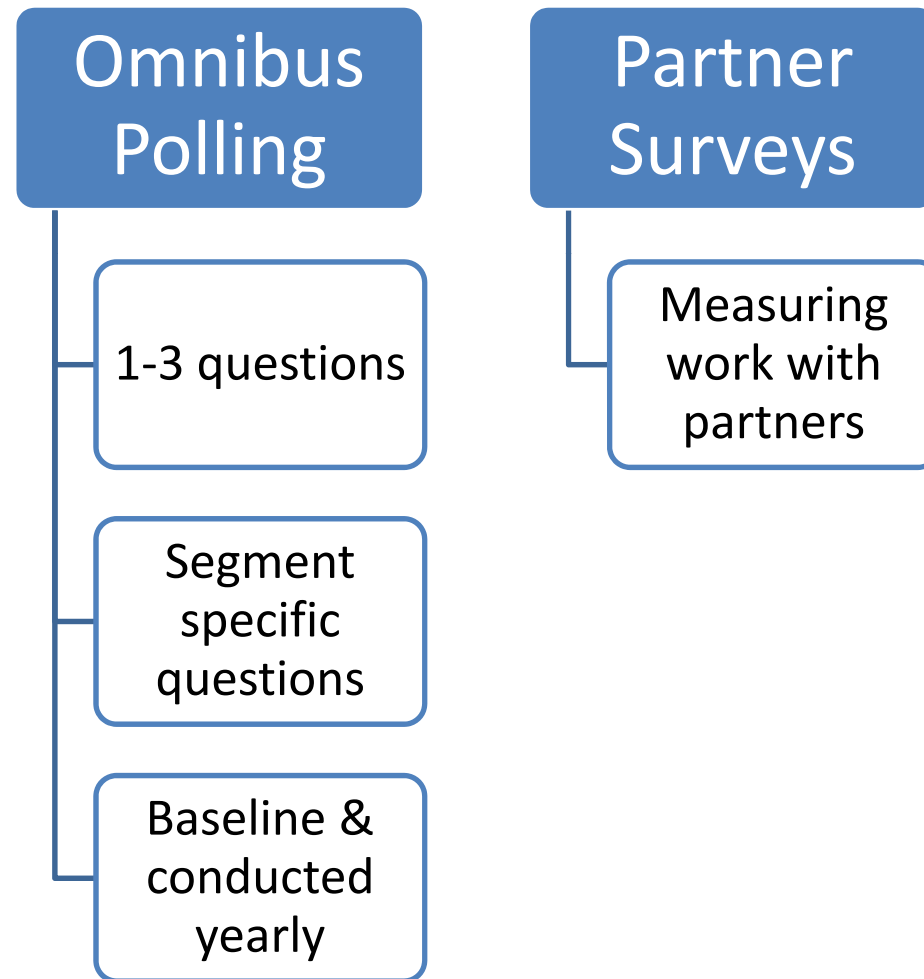 Omnibus
Polling
1-3 questions
Segment
specific
questions
Baseline &
conducted
yearly
Partner
Surveys
Measuring
work with
partners